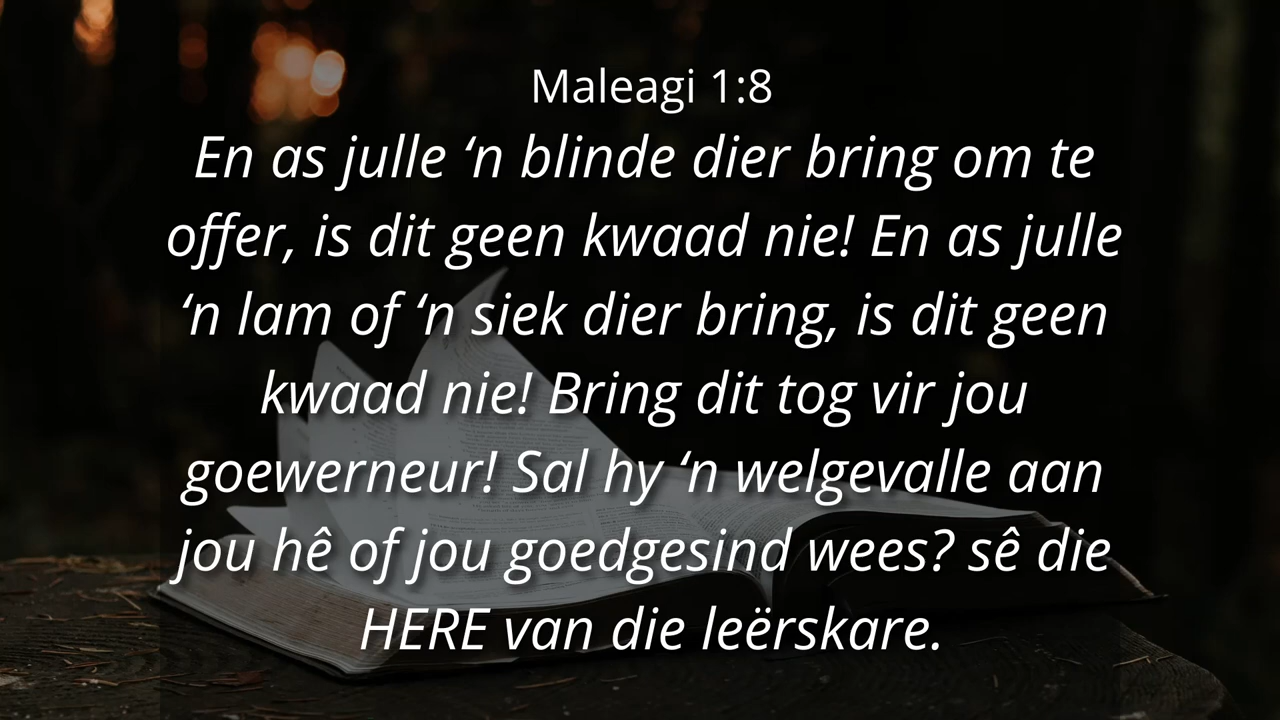 Maleagi 1:8
En as julle ‘n blinde dier bring om te
offer, is dit geen kwaad nie! En as julle
‘n lam of ‘n siek dier bring, is dit geen
kwaad nie! Bring dit tog vir jou
goewerneur! Sal hy ‘n welgevalle aan
jou hê of jou goedgesind wees? sê die
HERE van die leërskare.